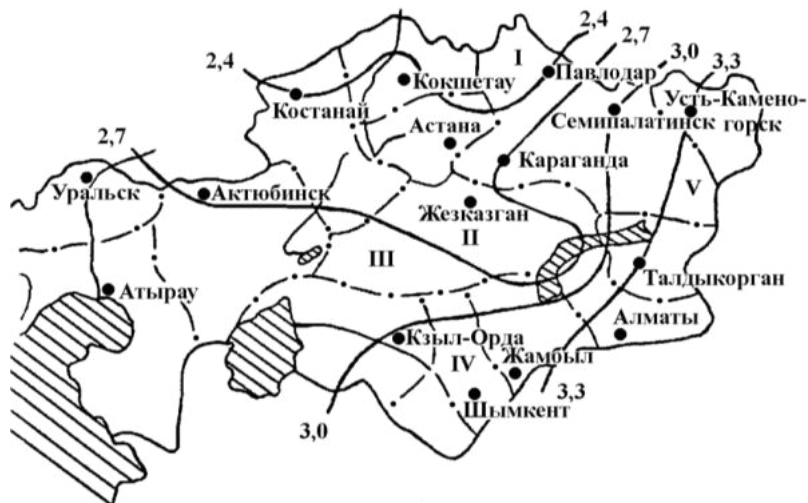 2,4
I
2,4
2,7
Кокшетау
Павлодар
3,0
3,3
Костанай
Усть-Камено-
горск
Семипалатинск
Астана
2,7
Караганда
Уральск
Актюбинск
V
Жезказган
II
III
Талдыкорган
Атырау
Алматы
Кзыл-Орда
Жамбыл
IV
3,3
Шымкент
3,0